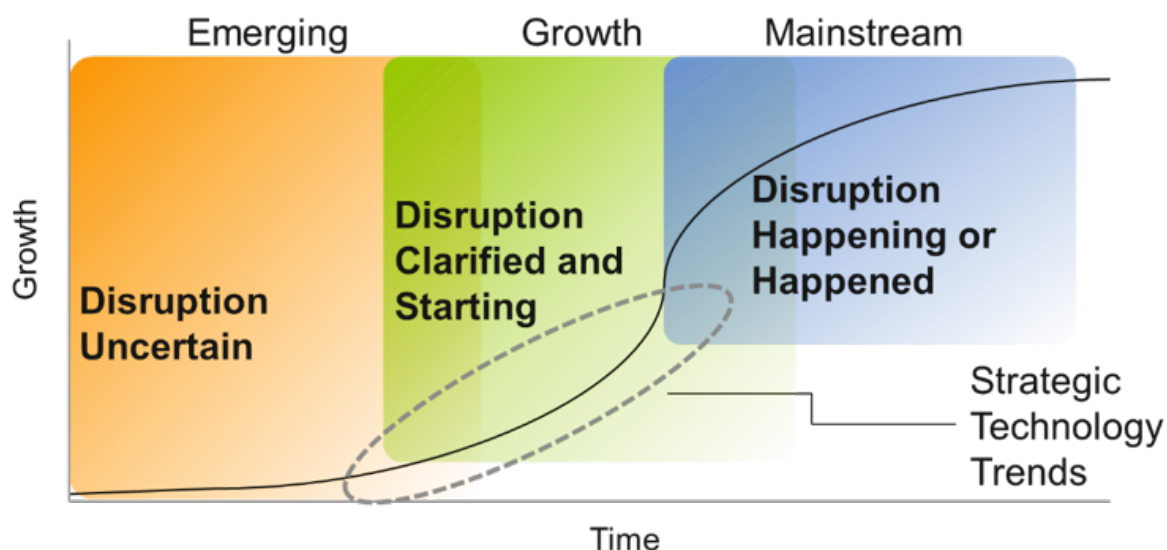 Emerging
Growth
Mainstream
Growth
Disruption
Uncertain
Disruption
Clarified and
Starting
Disruption
Happening or
Happened
Strategic
Technology
Trends
Time